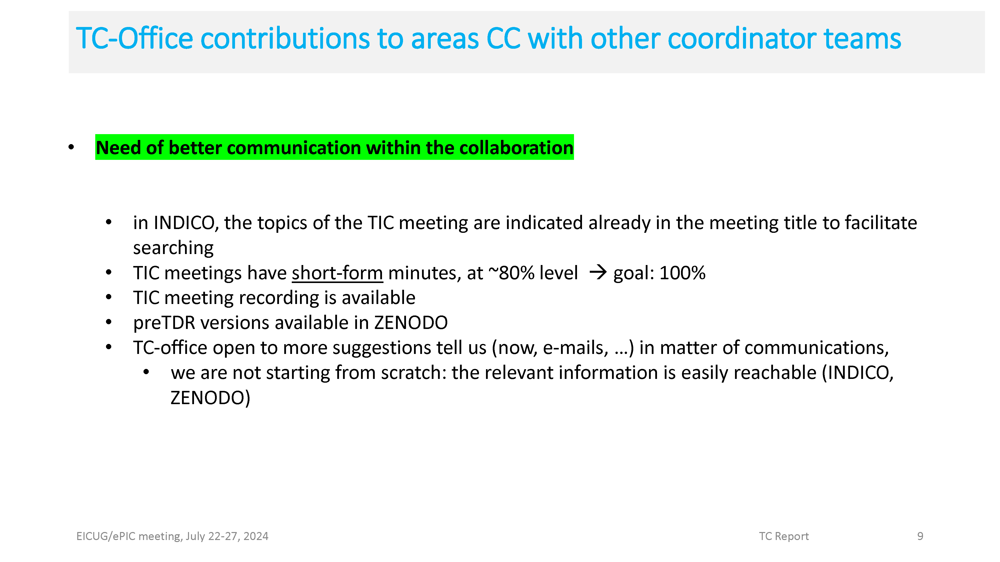 TC-Office contributions to areas CC with other coordinator teams
• Need of better communication within the collaboration
• in INDICO, the topics of the TIC meeting are indicated already in the meeting title to facilitate
searching
• TIC meetings have short-form minutes, at ~80% level → goal: 100%
• TIC meeting recording is available
• preTDR versions available in ZENODO
• TC-office open to more suggestions tell us (now, e-mails, …) in matter of communications,
• we are not starting from scratch: the relevant information is easily reachable (INDICO,
ZENODO)
EICUG/ePIC meeting, July 22-27, 2024 TC Report 9